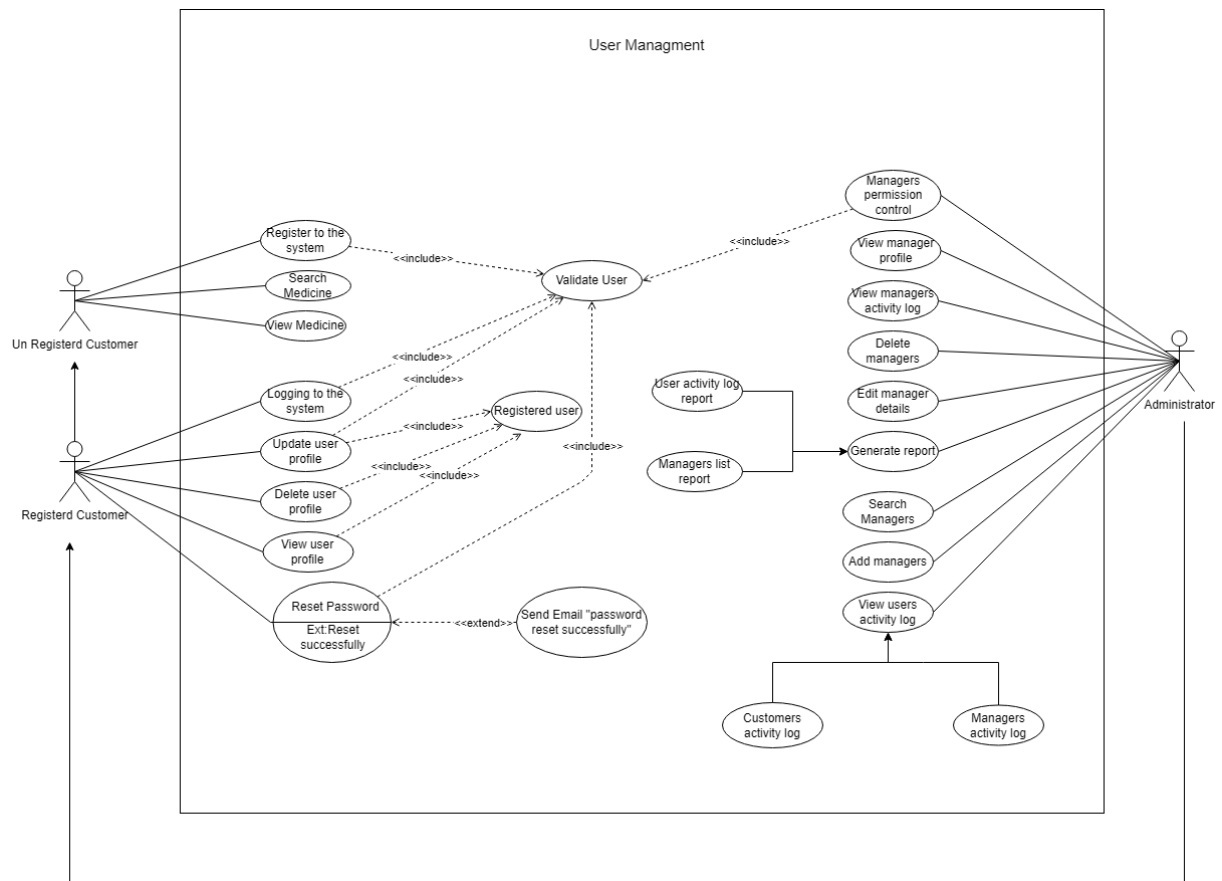 User Managment
Managers
permission
control
Register to the
system
<<include>>
<<include>>
View manager
profile
Validate User
Search
Medicine
View managers
activity log
View Medicine
Un Registerd Customer
Delete
managers
<<include>>
<<include>>
User activity log
report
Logging to the
system
Edit manager
details
Administrator
Registered user
<<include>>
Update user
profile
<<include>>
Generate report
Managers list
report
<<include>>
<<include>>
Delete user
profile
Registerd Customer
Search
Managers
View user
profile
Add managers
Reset Password
Ext:Reset
successfully
<<extend>>
Send Email "password
reset successfully"
View users
activity log
Customers
activity log
Managers
activity log